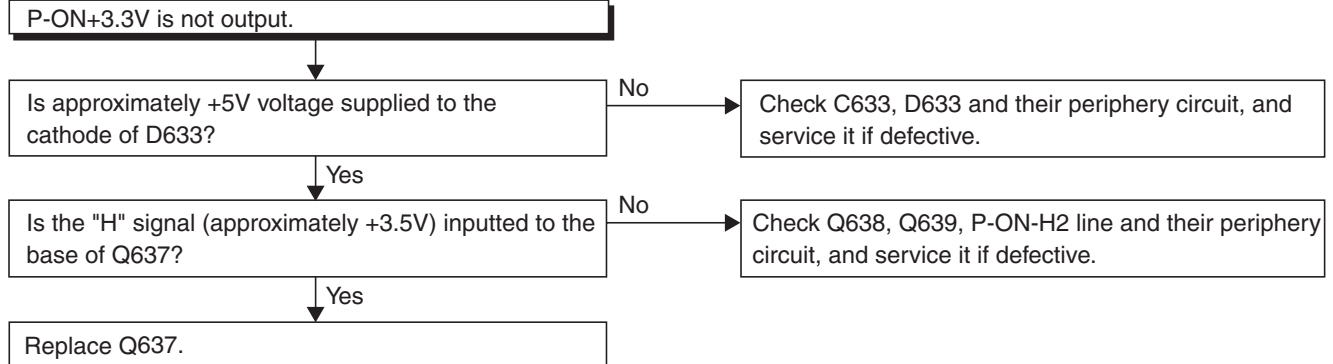 P-ON+3.3V is not output.
Is approximately +5V voltage supplied to the
cathode of D633?
No
Check C633, D633 and their periphery circuit, and
service it if defective.
Yes
Is the "H" signal (approximately +3.5V) inputted to the
base of Q637?
No
Check Q638, Q639, P-ON-H2 line and their periphery
circuit, and service it if defective.
Yes
Replace Q637.